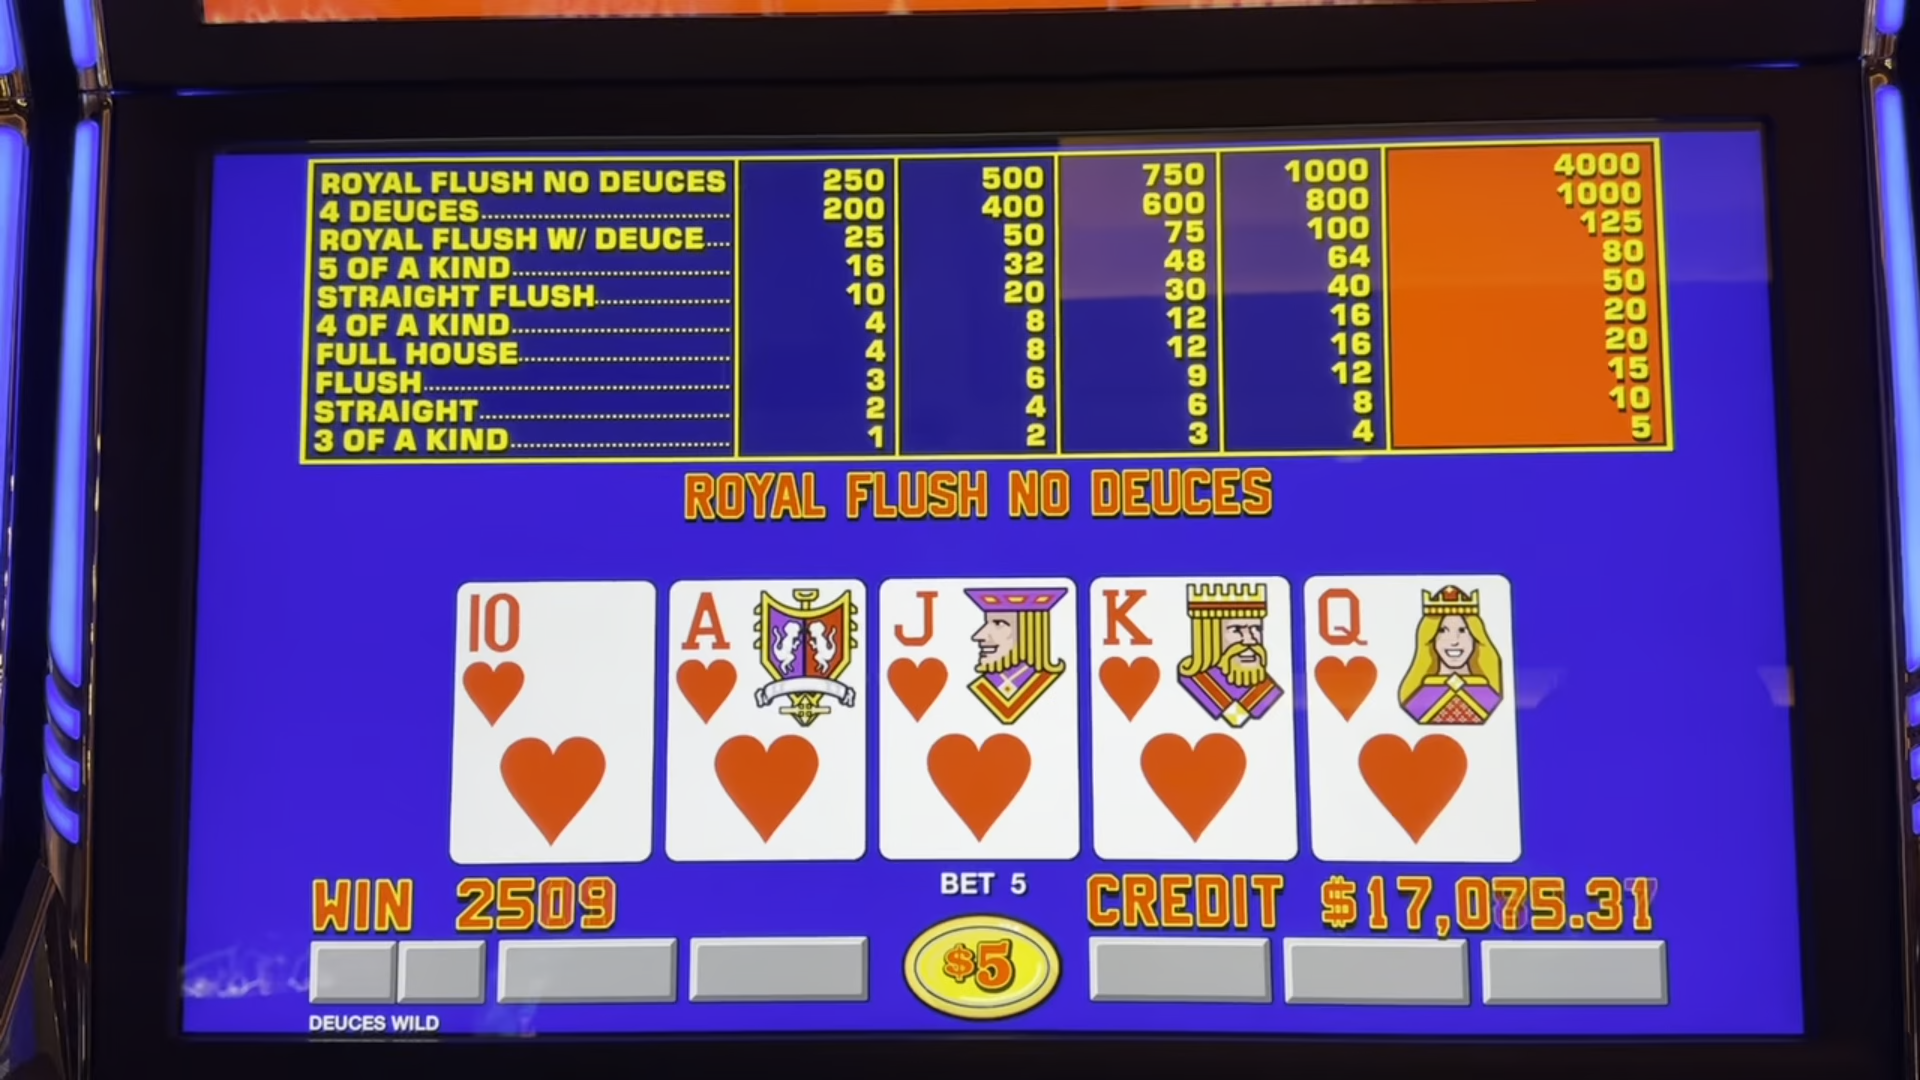 ROYAL FLUSH NO DEUCES 250 500 750 1000 4000
4 DEUCES 200 400 600 800 1000
ROYAL FLUSH W/ DEUCE 25 50 75 100 125
5 OF A KIND 16 32 48 64 80
STRAIGHT FLUSH 10 20 30 40 50
4 OF A KIND 4 8 12 16 20
FULL HOUSE 4 8 12 16 20
FLUSH 3 6 9 12 15
STRAIGHT 2 4 6 8 10
3 OF A KIND 1 2 3 4 5
ROYAL FLUSH NO DEUCES
10 A J K Q
WIN 2509 BET 5 CREDIT $17,075.31
$5
DEUCES WILD